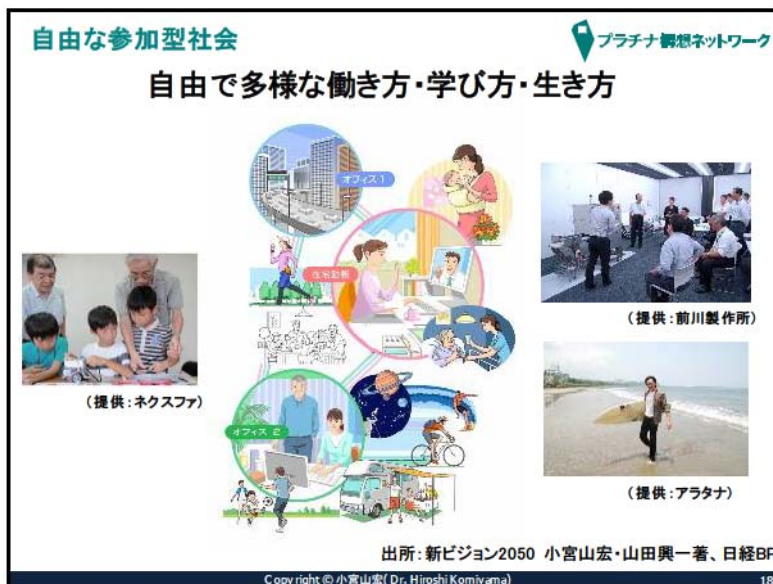 自由な参加型社会
プラチナ構想ネットワーク
自由で多様な働き方・学び方・生き方
オフィス1
在宅勤務
オフィス 2
(提供:ネクスファ)
(提供:前川製作所)
(提供:アラタナ)
出所:新ビジョン2050 小宮山宏・山田興一著、日経BP
Copyright © 小宮山宏( Dr. Hiroshi Komiyama)